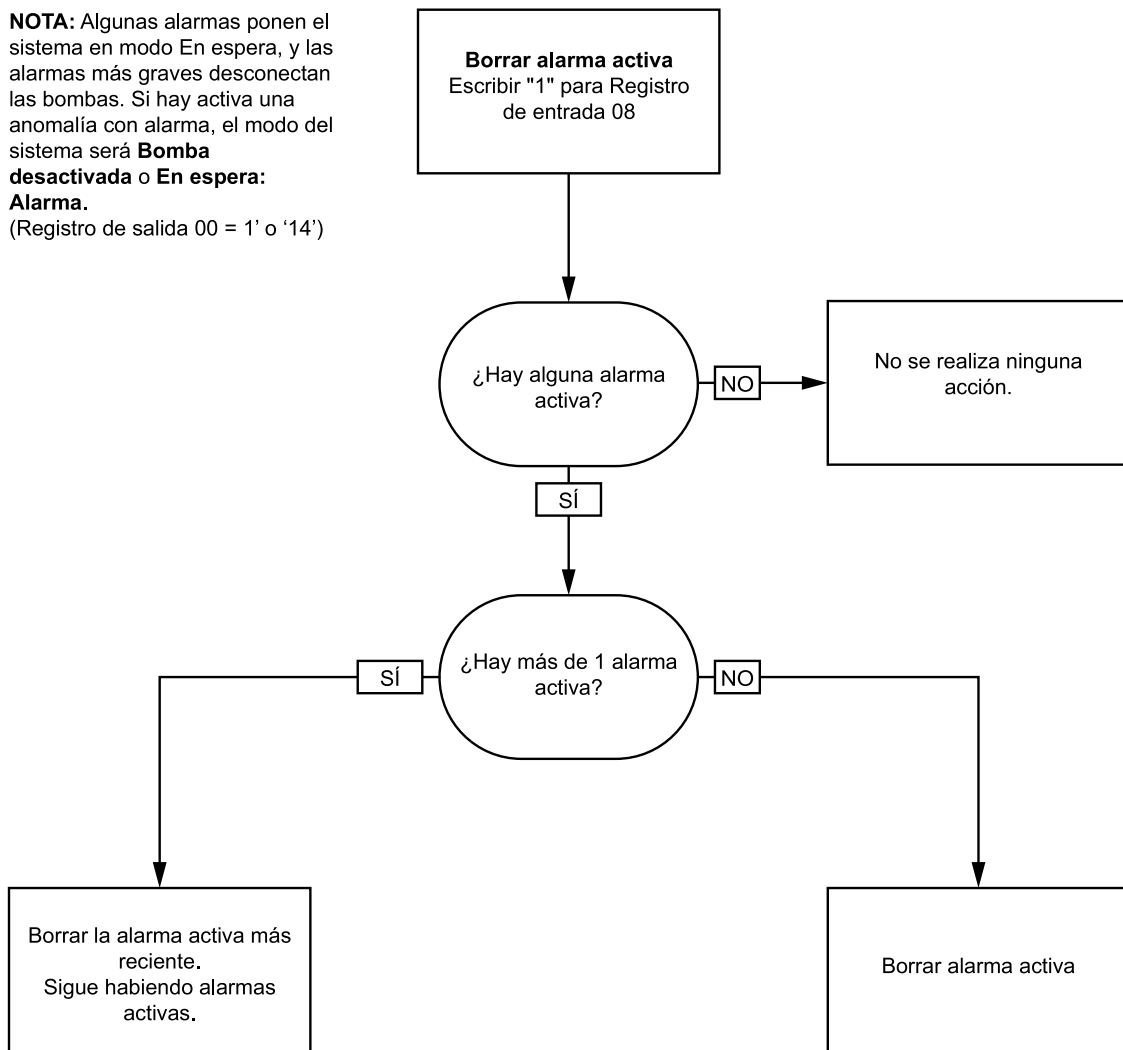 NOTA: Algunas alarmas ponen el
sistema en modo En espera, y las
alarmas más graves desconectan
las bombas. Si hay activa una
anomalía con alarma, el modo del
sistema será Bomba
desactivada o En espera:
Alarma.
(Registro de salida 00 = 1’ o ‘14’)
Borrar alarma activa
Escribir "1" para Registro
de entrada 08
¿Hay alguna alarma
activa?
NO
No se realiza ninguna
acción.
SÍ
¿Hay más de 1 alarma
activa?
SÍ
NO
Borrar la alarma activa más
reciente.
Sigue habiendo alarmas
activas.
Borrar alarma activa